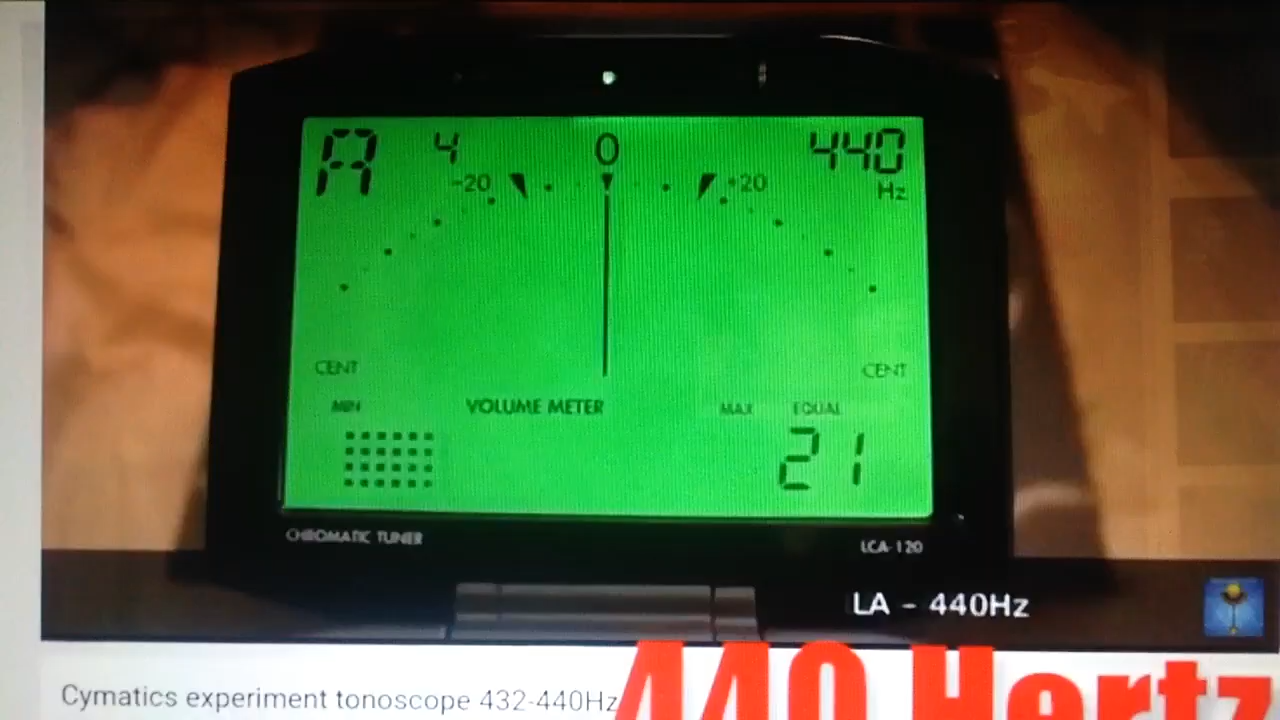 A 4 0 440
-20 +20 Hz
CENT CENT
MIN VOLUME METER MAX EQUAL
21
CHROMATIC TUNER LCA-120
LA - 440Hz
Cymatics experiment tonoscope 432-440Hz
440 Hertz